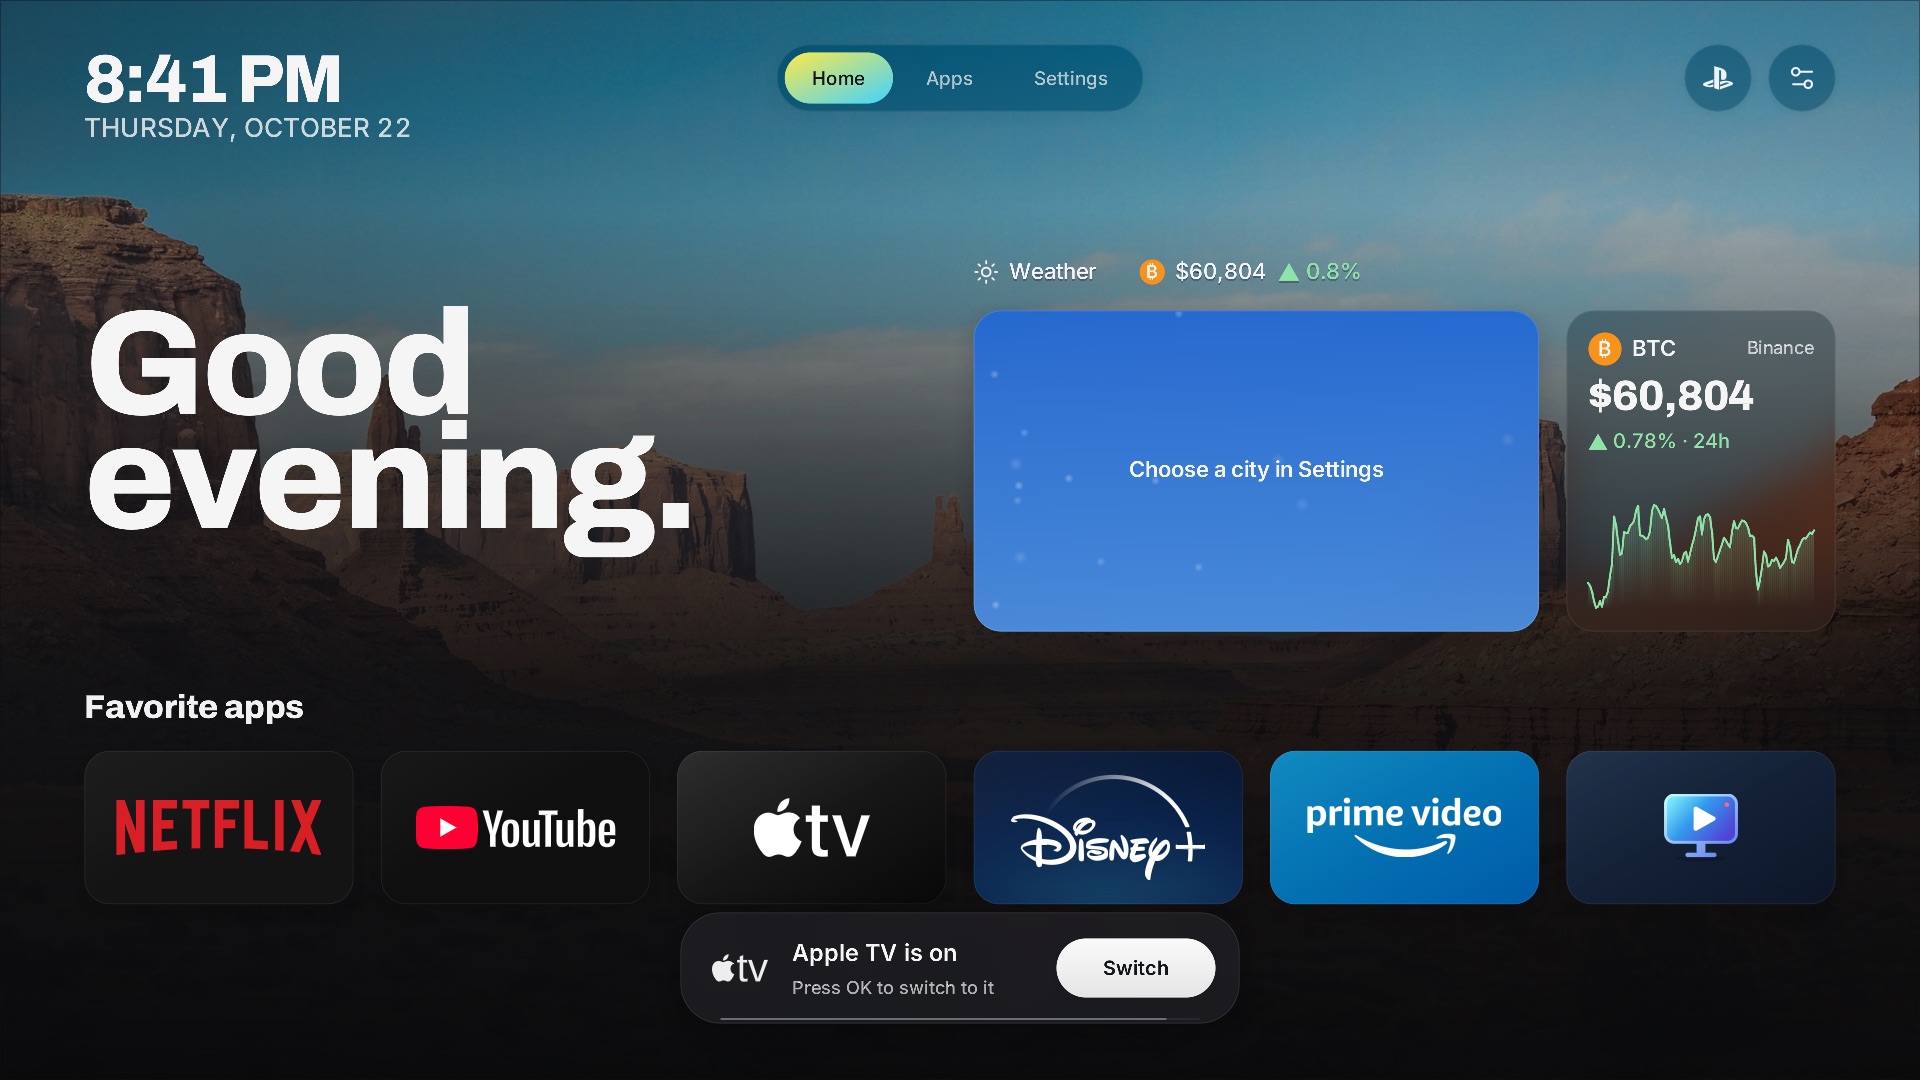 8:41 PM
THURSDAY, OCTOBER 22
Home
Apps
Settings
Weather
$60,804
0.8%
Good
evening.
Choose a city in Settings
BTC
Binance
$60,804
0.78% · 24h
Favorite apps
NETFLIX
YouTube
tv
Disney+
prime video
tv
Apple TV is on
Press OK to switch to it
Switch